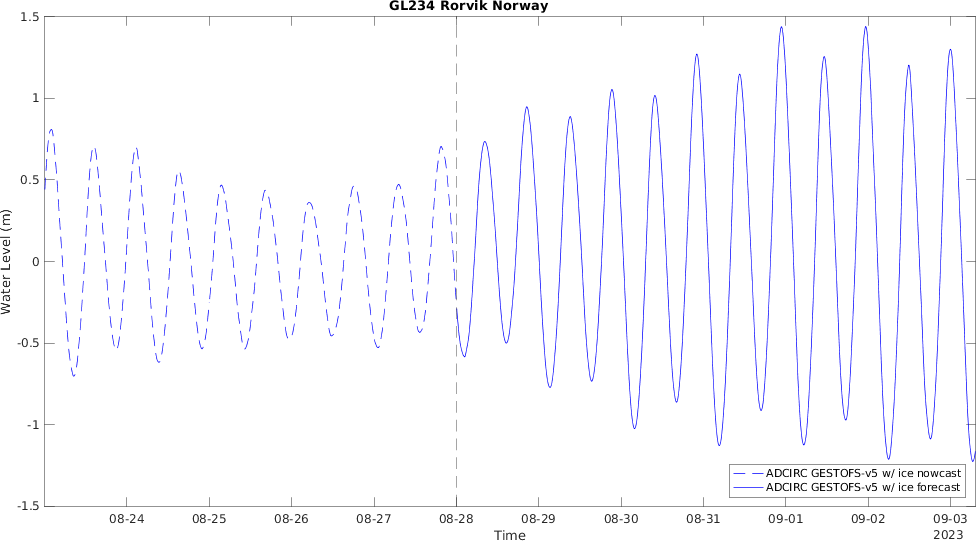 GL234 Rorvik Norway
1.5
1
0.5
0
-0.5
-1
-1.5
Water Level (m)
ADCIRC GESTOFS-v5 w/ ice nowcast
ADCIRC GESTOFS-v5 w/ ice forecast
08-24 08-25 08-26 08-27 08-28 08-29 08-30 08-31 09-01 09-02 09-03
Time
2023